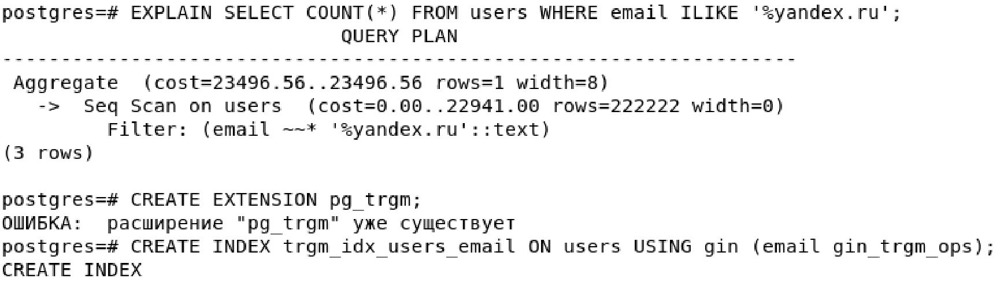 postgres=# EXPLAIN SELECT COUNT(*) FROM users WHERE email ILIKE '%yandex.ru';
QUERY PLAN
--------------------------------------------------------------------
Aggregate  (cost=23496.56..23496.56 rows=1 width=8)
->  Seq Scan on users  (cost=0.00..22941.00 rows=222222 width=0)
Filter: (email ~~* '%yandex.ru'::text)
(3 rows)
postgres=# CREATE EXTENSION pg_trgm;
ОШИБКА:  расширение "pg_trgm" уже существует
postgres=# CREATE INDEX trgm_idx_users_email ON users USING gin (email gin_trgm_ops);
CREATE INDEX